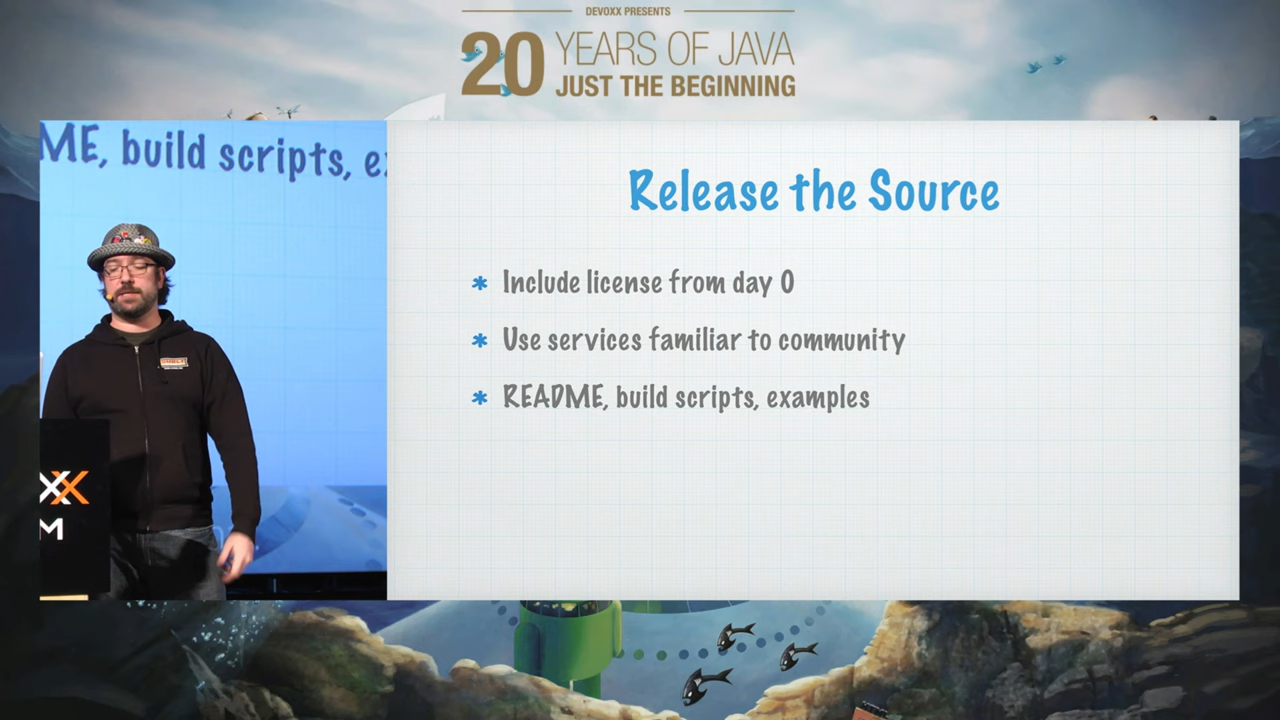 DEVOXX PRESENTS
20 YEARS OF JAVA
JUST THE BEGINNING
ME, build scripts, ex
XX
M
Release the Source
* Include license from day 0
* Use services familiar to community
* README, build scripts, examples